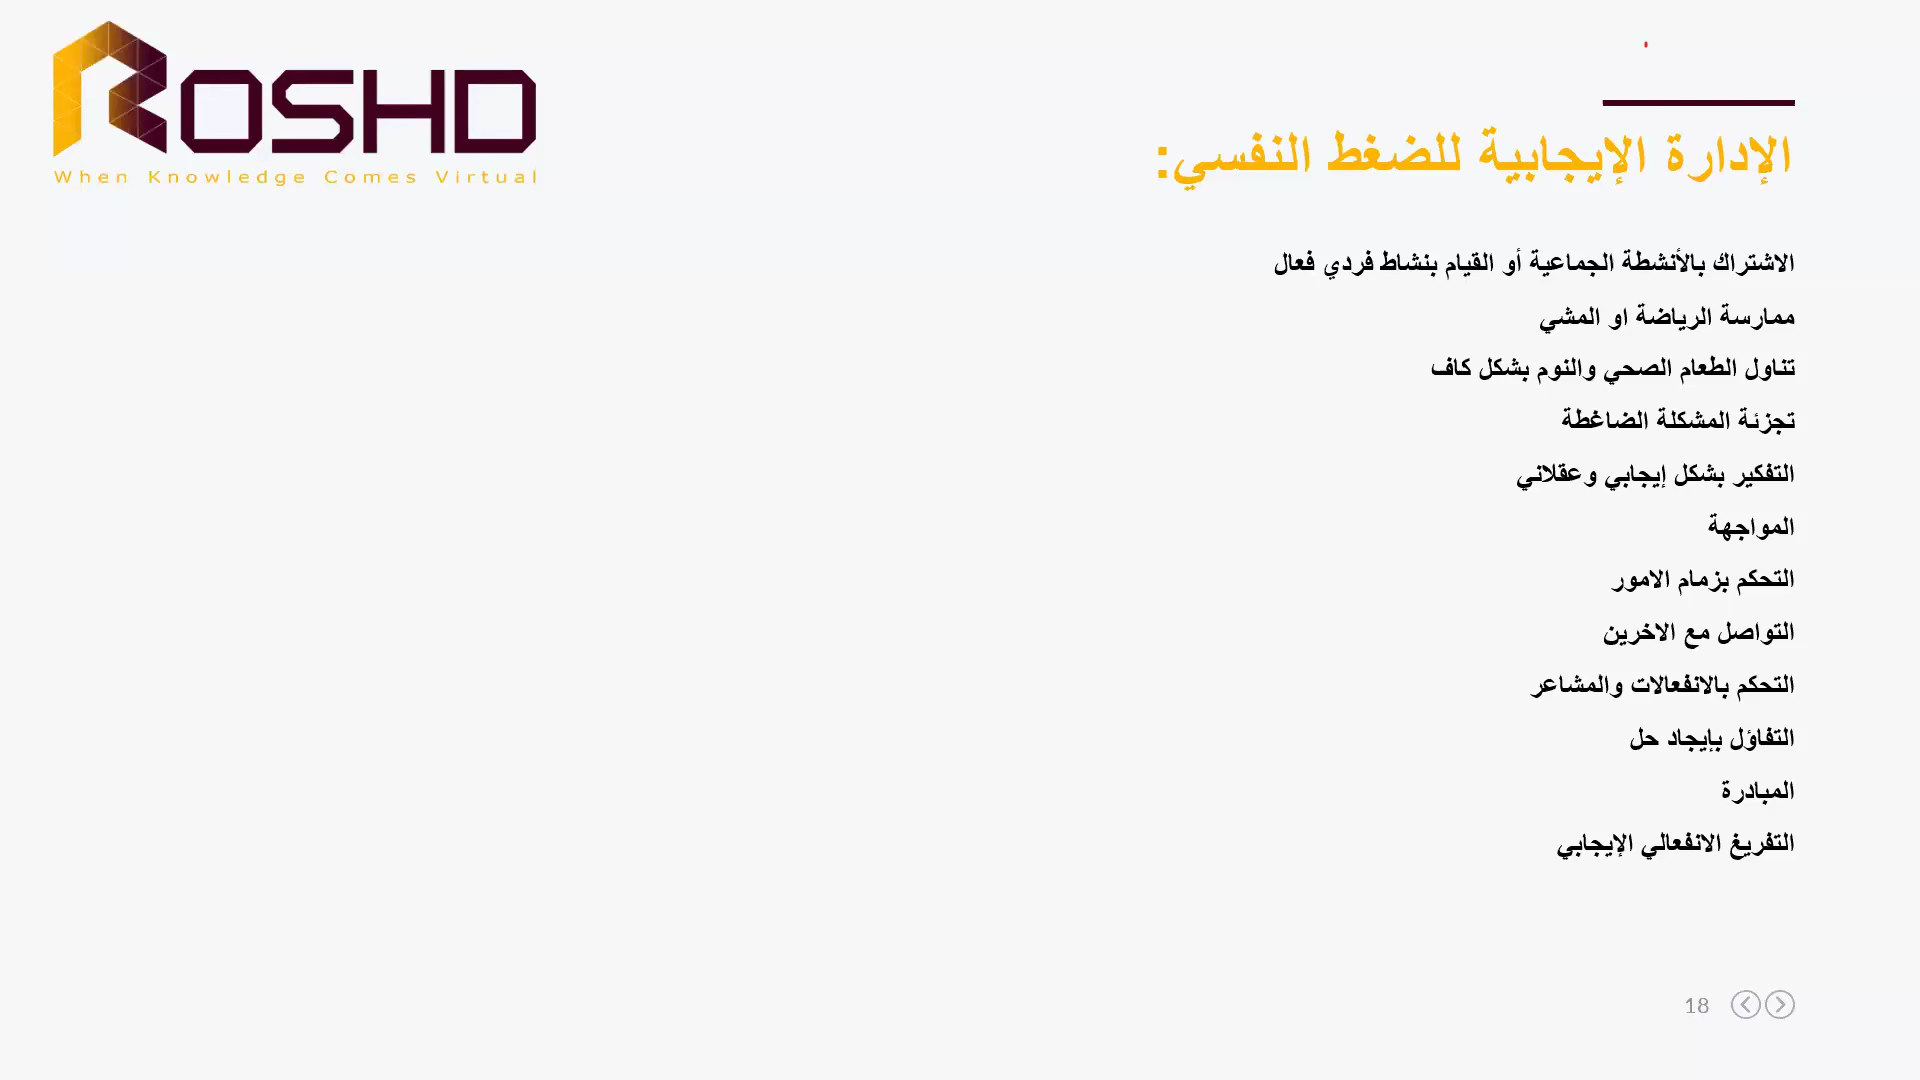 ROSHD
When Knowledge Comes Virtual
الإدارة الإيجابية للضغط النفسي:
الاشتراك بالأنشطة الجماعية أو القيام بنشاط فردي فعال
ممارسة الرياضة او المشي
تناول الطعام الصحي والنوم بشكل كاف
تجزئة المشكلة الضاغطة
التفكير بشكل إيجابي وعقلاني
المواجهة
التحكم بزمام الامور
التواصل مع الاخرين
التحكم بالانفعالات والمشاعر
التفاؤل بإيجاد حل
المبادرة
التفريغ الانفعالي الإيجابي
18